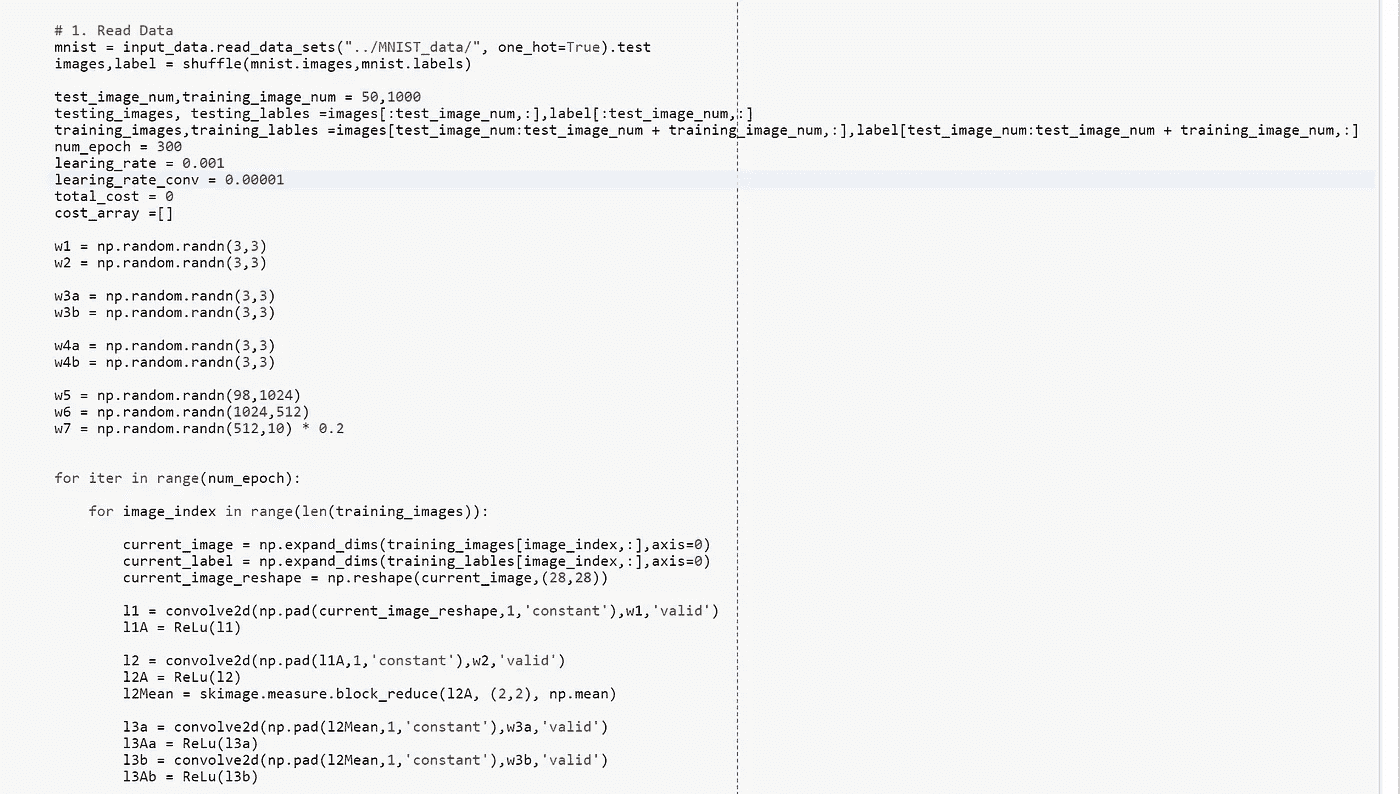 # 1. Read Data
mnist = input_data.read_data_sets("../MNIST_data/", one_hot=True).test
images,label = shuffle(mnist.images,mnist.labels)
test_image_num,training_image_num = 50,1000
testing_images, testing_lables =images[:test_image_num,:],label[:test_image_num,:]
training_images,training_lables =images[test_image_num:test_image_num + training_image_num,:],label[test_image_num:test_image_num + training_image_num,:]
num_epoch = 300
learing_rate = 0.001
learing_rate_conv = 0.00001
total_cost = 0
cost_array =[]
w1 = np.random.randn(3,3)
w2 = np.random.randn(3,3)
w3a = np.random.randn(3,3)
w3b = np.random.randn(3,3)
w4a = np.random.randn(3,3)
w4b = np.random.randn(3,3)
w5 = np.random.randn(98,1024)
w6 = np.random.randn(1024,512)
w7 = np.random.randn(512,10) * 0.2
for iter in range(num_epoch):
    for image_index in range(len(training_images)):
        current_image = np.expand_dims(training_images[image_index,:],axis=0)
        current_label = np.expand_dims(training_lables[image_index,:],axis=0)
        current_image_reshape = np.reshape(current_image,(28,28))
        l1 = convolve2d(np.pad(current_image_reshape,1,'constant'),w1,'valid')
        l1A = ReLu(l1)
        l2 = convolve2d(np.pad(l1A,1,'constant'),w2,'valid')
        l2A = ReLu(l2)
        l2Mean = skimage.measure.block_reduce(l2A, (2,2), np.mean)
        l3a = convolve2d(np.pad(l2Mean,1,'constant'),w3a,'valid')
        l3Aa = ReLu(l3a)
        l3b = convolve2d(np.pad(l2Mean,1,'constant'),w3b,'valid')
        l3Ab = ReLu(l3b)